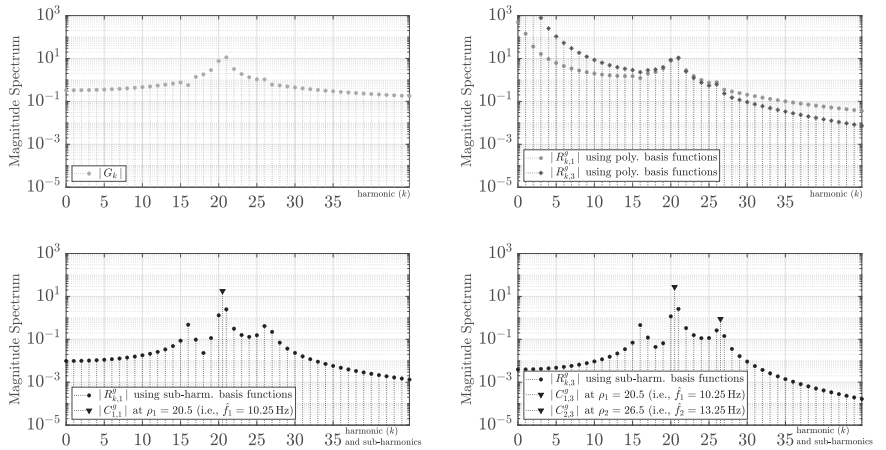 10^3
10^1
10^-1
10^-3
10^-5
Magnitude Spectrum
|G_k|
0 5 10 15 20 25 30 35
harmonic (k)
10^3
10^1
10^-1
10^-3
10^-5
Magnitude Spectrum
|R^g_{k,1}| using poly. basis functions
|R^g_{k,3}| using poly. basis functions
0 5 10 15 20 25 30 35
harmonic (k)
10^3
10^1
10^-1
10^-3
10^-5
Magnitude Spectrum
|R^g_{k,1}| using sub-harm. basis functions
|C^g_{1,1}| at ρ_1 = 20.5 (i.e., f̂_1 = 10.25 Hz)
0 5 10 15 20 25 30 35
harmonic (k)
and sub-harmonics
10^3
10^1
10^-1
10^-3
10^-5
Magnitude Spectrum
|R^g_{k,3}| using sub-harm. basis functions
|C^g_{1,3}| at ρ_1 = 20.5 (i.e., f̂_1 = 10.25 Hz)
|C^g_{2,3}| at ρ_2 = 26.5 (i.e., f̂_2 = 13.25 Hz)
0 5 10 15 20 25 30 35
harmonic (k)
and sub-harmonics